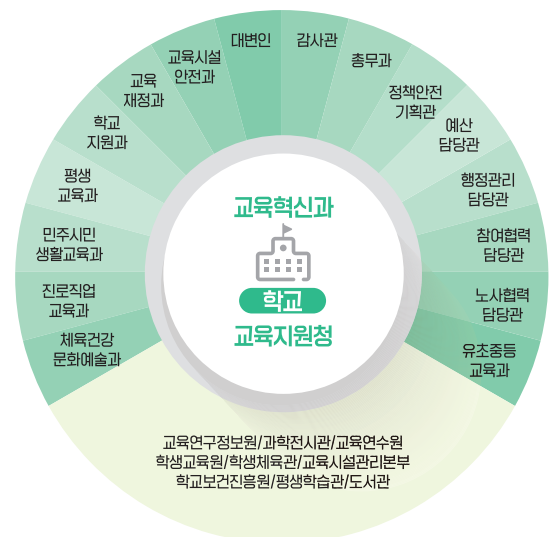 대변인
감사관
총무과
정책안전
기획관
예산
담당관
행정관리
담당관
참여협력
담당관
노사협력
담당관
유초중등
교육과
교육시설
안전과
교육
재정과
학교
지원과
평생
교육과
민주시민
생활교육과
진로직업
교육과
체육건강
문화예술과
교육혁신과
학교
교육지원청
교육연구정보원/과학전시관/교육연수원
학생교육원/학생체육관/교육시설관리본부
학교보건진흥원/평생학습관/도서관